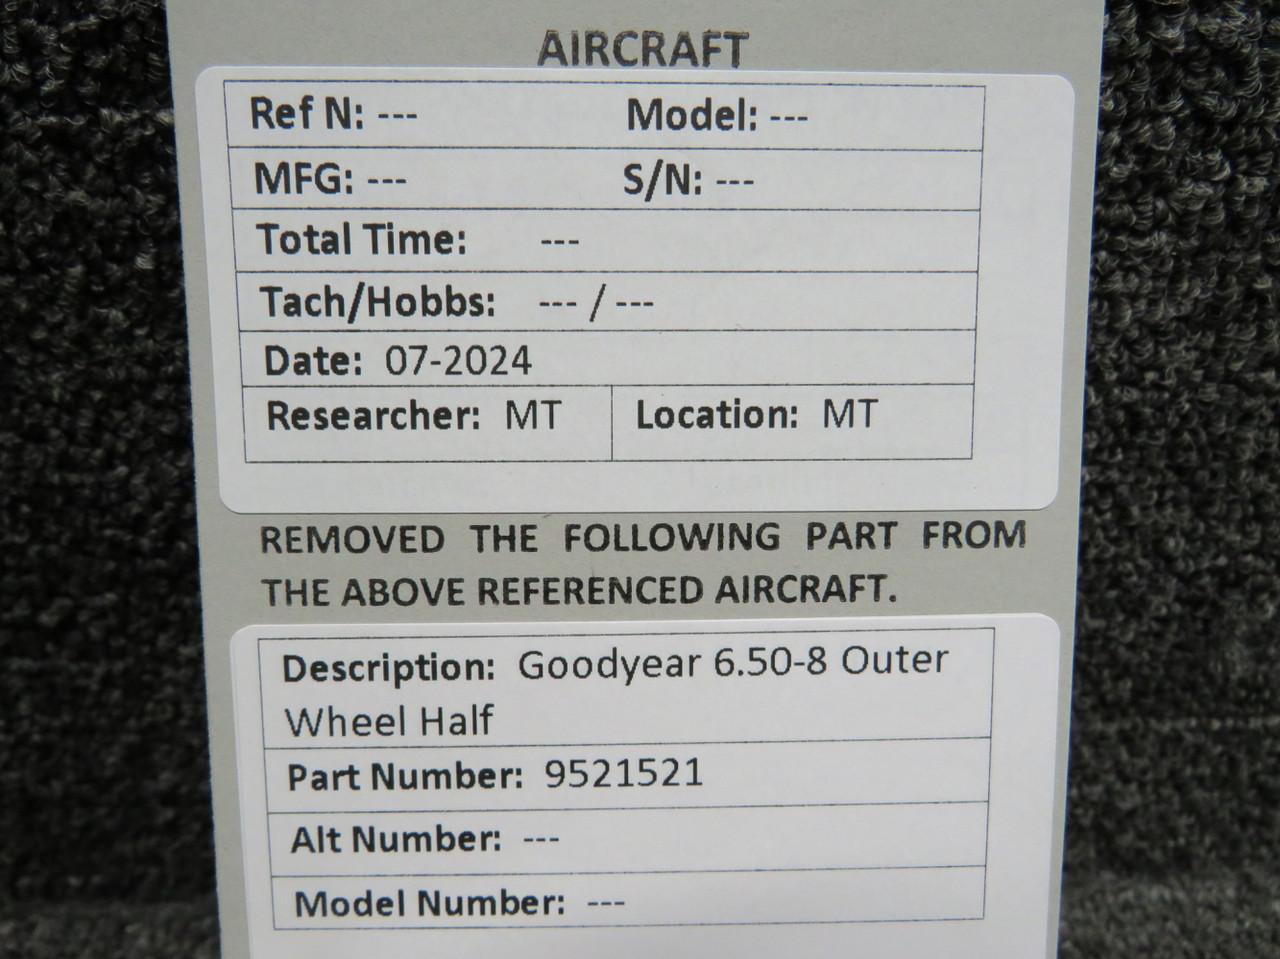 AIRCRAFT
Ref N: --- Model: ---
MFG: --- S/N: ---
Total Time: ---
Tach/Hobbs: --- / ---
Date: 07-2024
Researcher: MT Location: MT
REMOVED THE FOLLOWING PART FROM
THE ABOVE REFERENCED AIRCRAFT.
Description: Goodyear 6.50-8 Outer
Wheel Half
Part Number: 9521521
Alt Number: ---
Model Number: ---